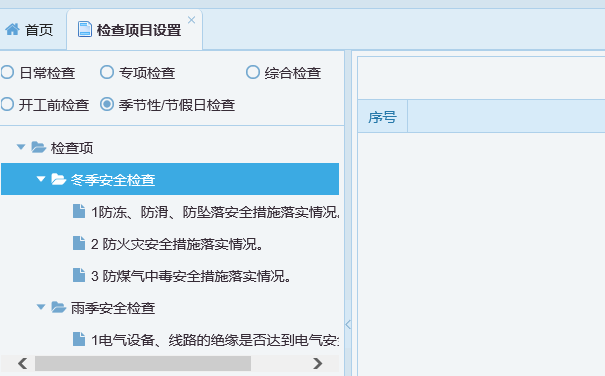 首页 检查项目设置
日常检查 专项检查 综合检查
开工前检查 季节性/节假日检查
序号
检查项
冬季安全检查
1防冻、防滑、防坠落安全措施落实情况
2 防火灾安全措施落实情况。
3 防煤气中毒安全措施落实情况。
雨季安全检查
1电气设备、线路的绝缘是否达到电气安